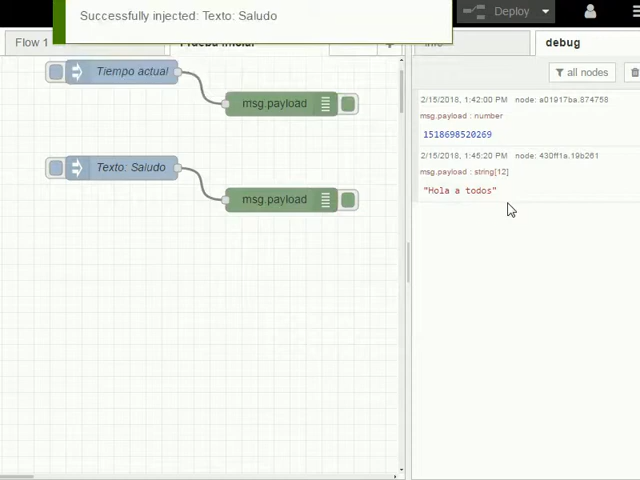 Successfully injected: Texto: Saludo
Deploy
Flow 1
debug
all nodes
Tiempo actual
msg.payload
Texto: Saludo
msg.payload
2/15/2018, 1:42:00 PM node: a01917ba.874758
msg.payload : number
1518698520269
2/15/2018, 1:45:20 PM node: 430ff1a.19b261
msg.payload : string[12]
"Hola a todos"